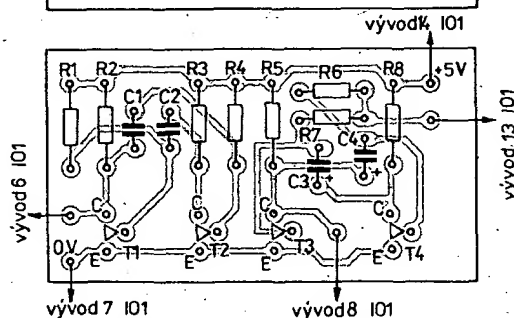 vývod14 IO1
R1 R2 R3 R4 R5 R6 R8 +5V
C1 C2
R7 C4
vývod 13 IO1
C3 + +
vývod 6 IO1
C C C C
0V
T1 T2 T3 T4
E E E E
vývod 7 IO1 vývod 8 IO1